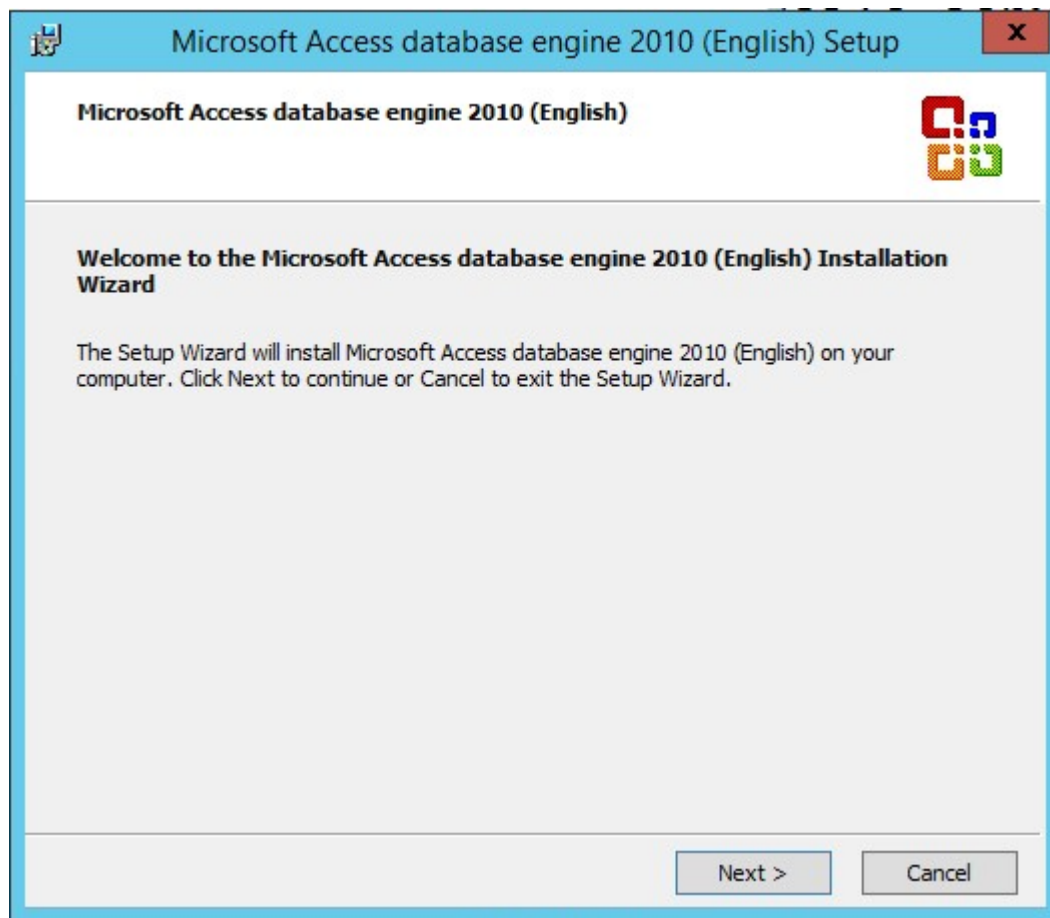 Microsoft Access database engine 2010 (English) Setup
x
Microsoft Access database engine 2010 (English)
Welcome to the Microsoft Access database engine 2010 (English) Installation
Wizard
The Setup Wizard will install Microsoft Access database engine 2010 (English) on your
computer. Click Next to continue or Cancel to exit the Setup Wizard.
Next >
Cancel